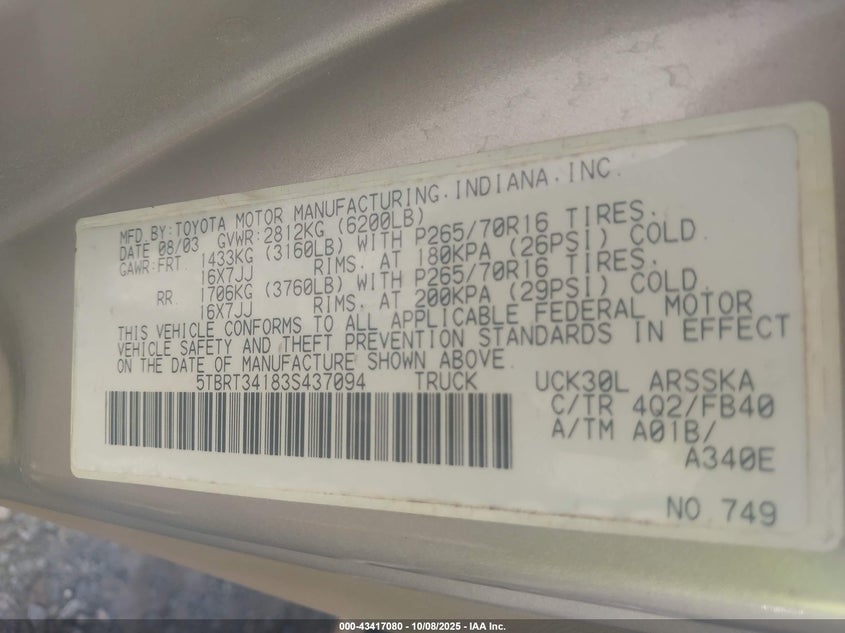 MFD.BY:TOYOTA MOTOR MANUFACTURING.INDIANA.INC.
DATE 08/03 GVWR:2812KG (6200LB)
GAWR:FRT. 1433KG (3160LB) WITH P265/70R16 TIRES.
16X7JJ RIMS. AT 180KPA (26PSI) COLD.
RR. 1706KG (3760LB) WITH P265/70R16 TIRES.
16X7JJ RIMS. AT 200KPA (29PSI) COLD.
THIS VEHICLE CONFORMS TO ALL APPLICABLE FEDERAL MOTOR
VEHICLE SAFETY AND THEFT PREVENTION STANDARDS IN EFFECT
ON THE DATE OF MANUFACTURE SHOWN ABOVE.
5TBRT34183S437094 TRUCK UCK30L ARSSKA
C/TR 4Q2/FB40
A/TM A01B/
A340E
NO.749
000-43417080 - 10/08/2025 - IAA Inc.